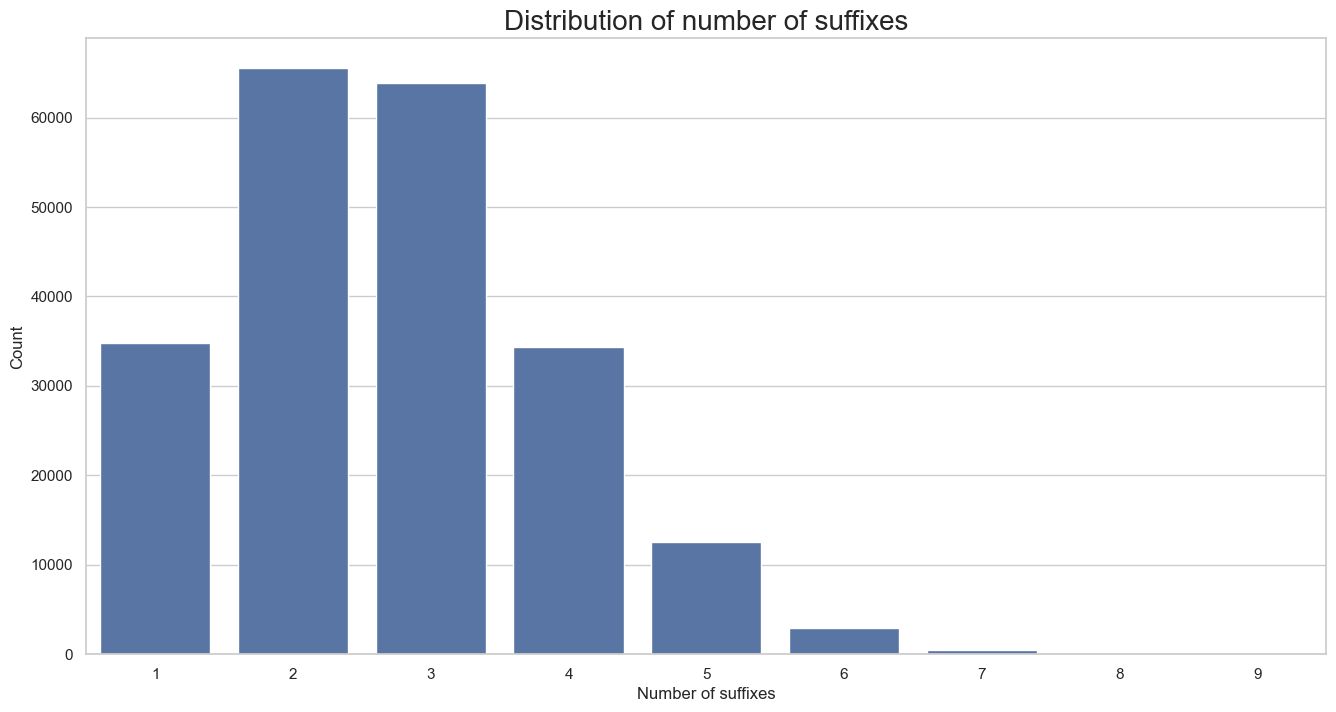 Distribution of number of suffixes
Count
60000
50000
40000
30000
20000
10000
0
1 2 3 4 5 6 7 8 9
Number of suffixes